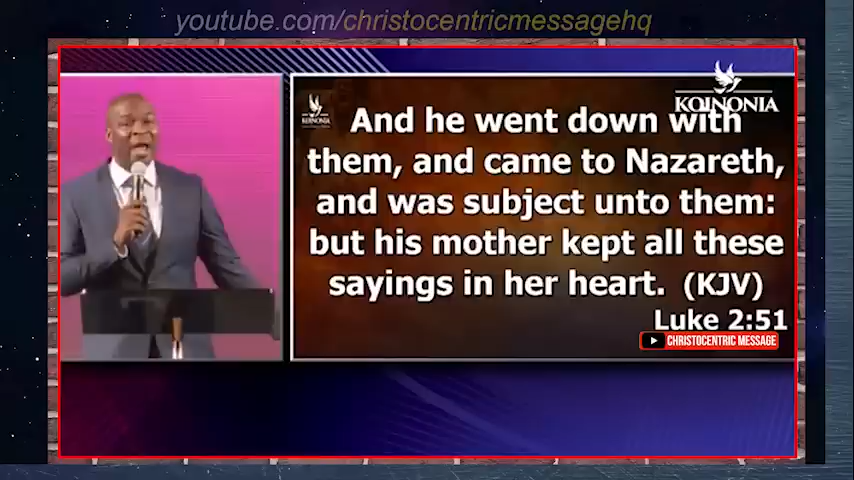 youtube.com/christocentricmessagehq
KOINONIA
KOINONIA
And he went down with
them, and came to Nazareth,
and was subject unto them:
but his mother kept all these
sayings in her heart. (KJV)
Luke 2:51
CHRISTOCENTRIC MESSAGE